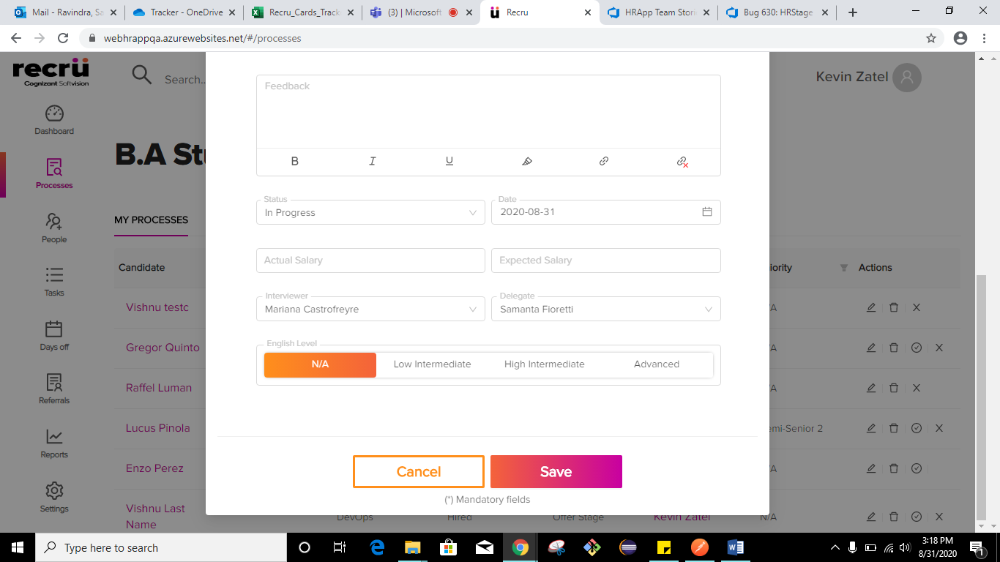 Mail - Ravindra, Sa
Tracker - OneDrive
Recru_Cards_Track
(3) | Microsoft
Recru
HRApp Team Stori
Bug 630: HRStage
webhrappqa.azurewebsites.net/#/processes
recrü
Cognizant Softvision
Search..
Kevin Zatel
Dashboard
Processes
People
Tasks
Days off
Referrals
Reports
Settings
B.A Stu
MY PROCESSES
Candidate
iority
Actions
Vishnu testc
/A
Gregor Quinto
/A
Raffel Luman
/A
Lucus Pinola
emi-Senior 2
Enzo Perez
/A
Vishnu Last
Name
DevOps
Hired
Offer Stage
Kevin Zatel
N/A
Feedback
B
I
U
Status
In Progress
Date
2020-08-31
Actual Salary
Expected Salary
Interviewer
Mariana Castrofreyre
Delegate
Samanta Fioretti
English Level
N/A
Low Intermediate
High Intermediate
Advanced
Cancel
Save
(*) Mandatory fields
Type here to search
3:18 PM
8/31/2020
1